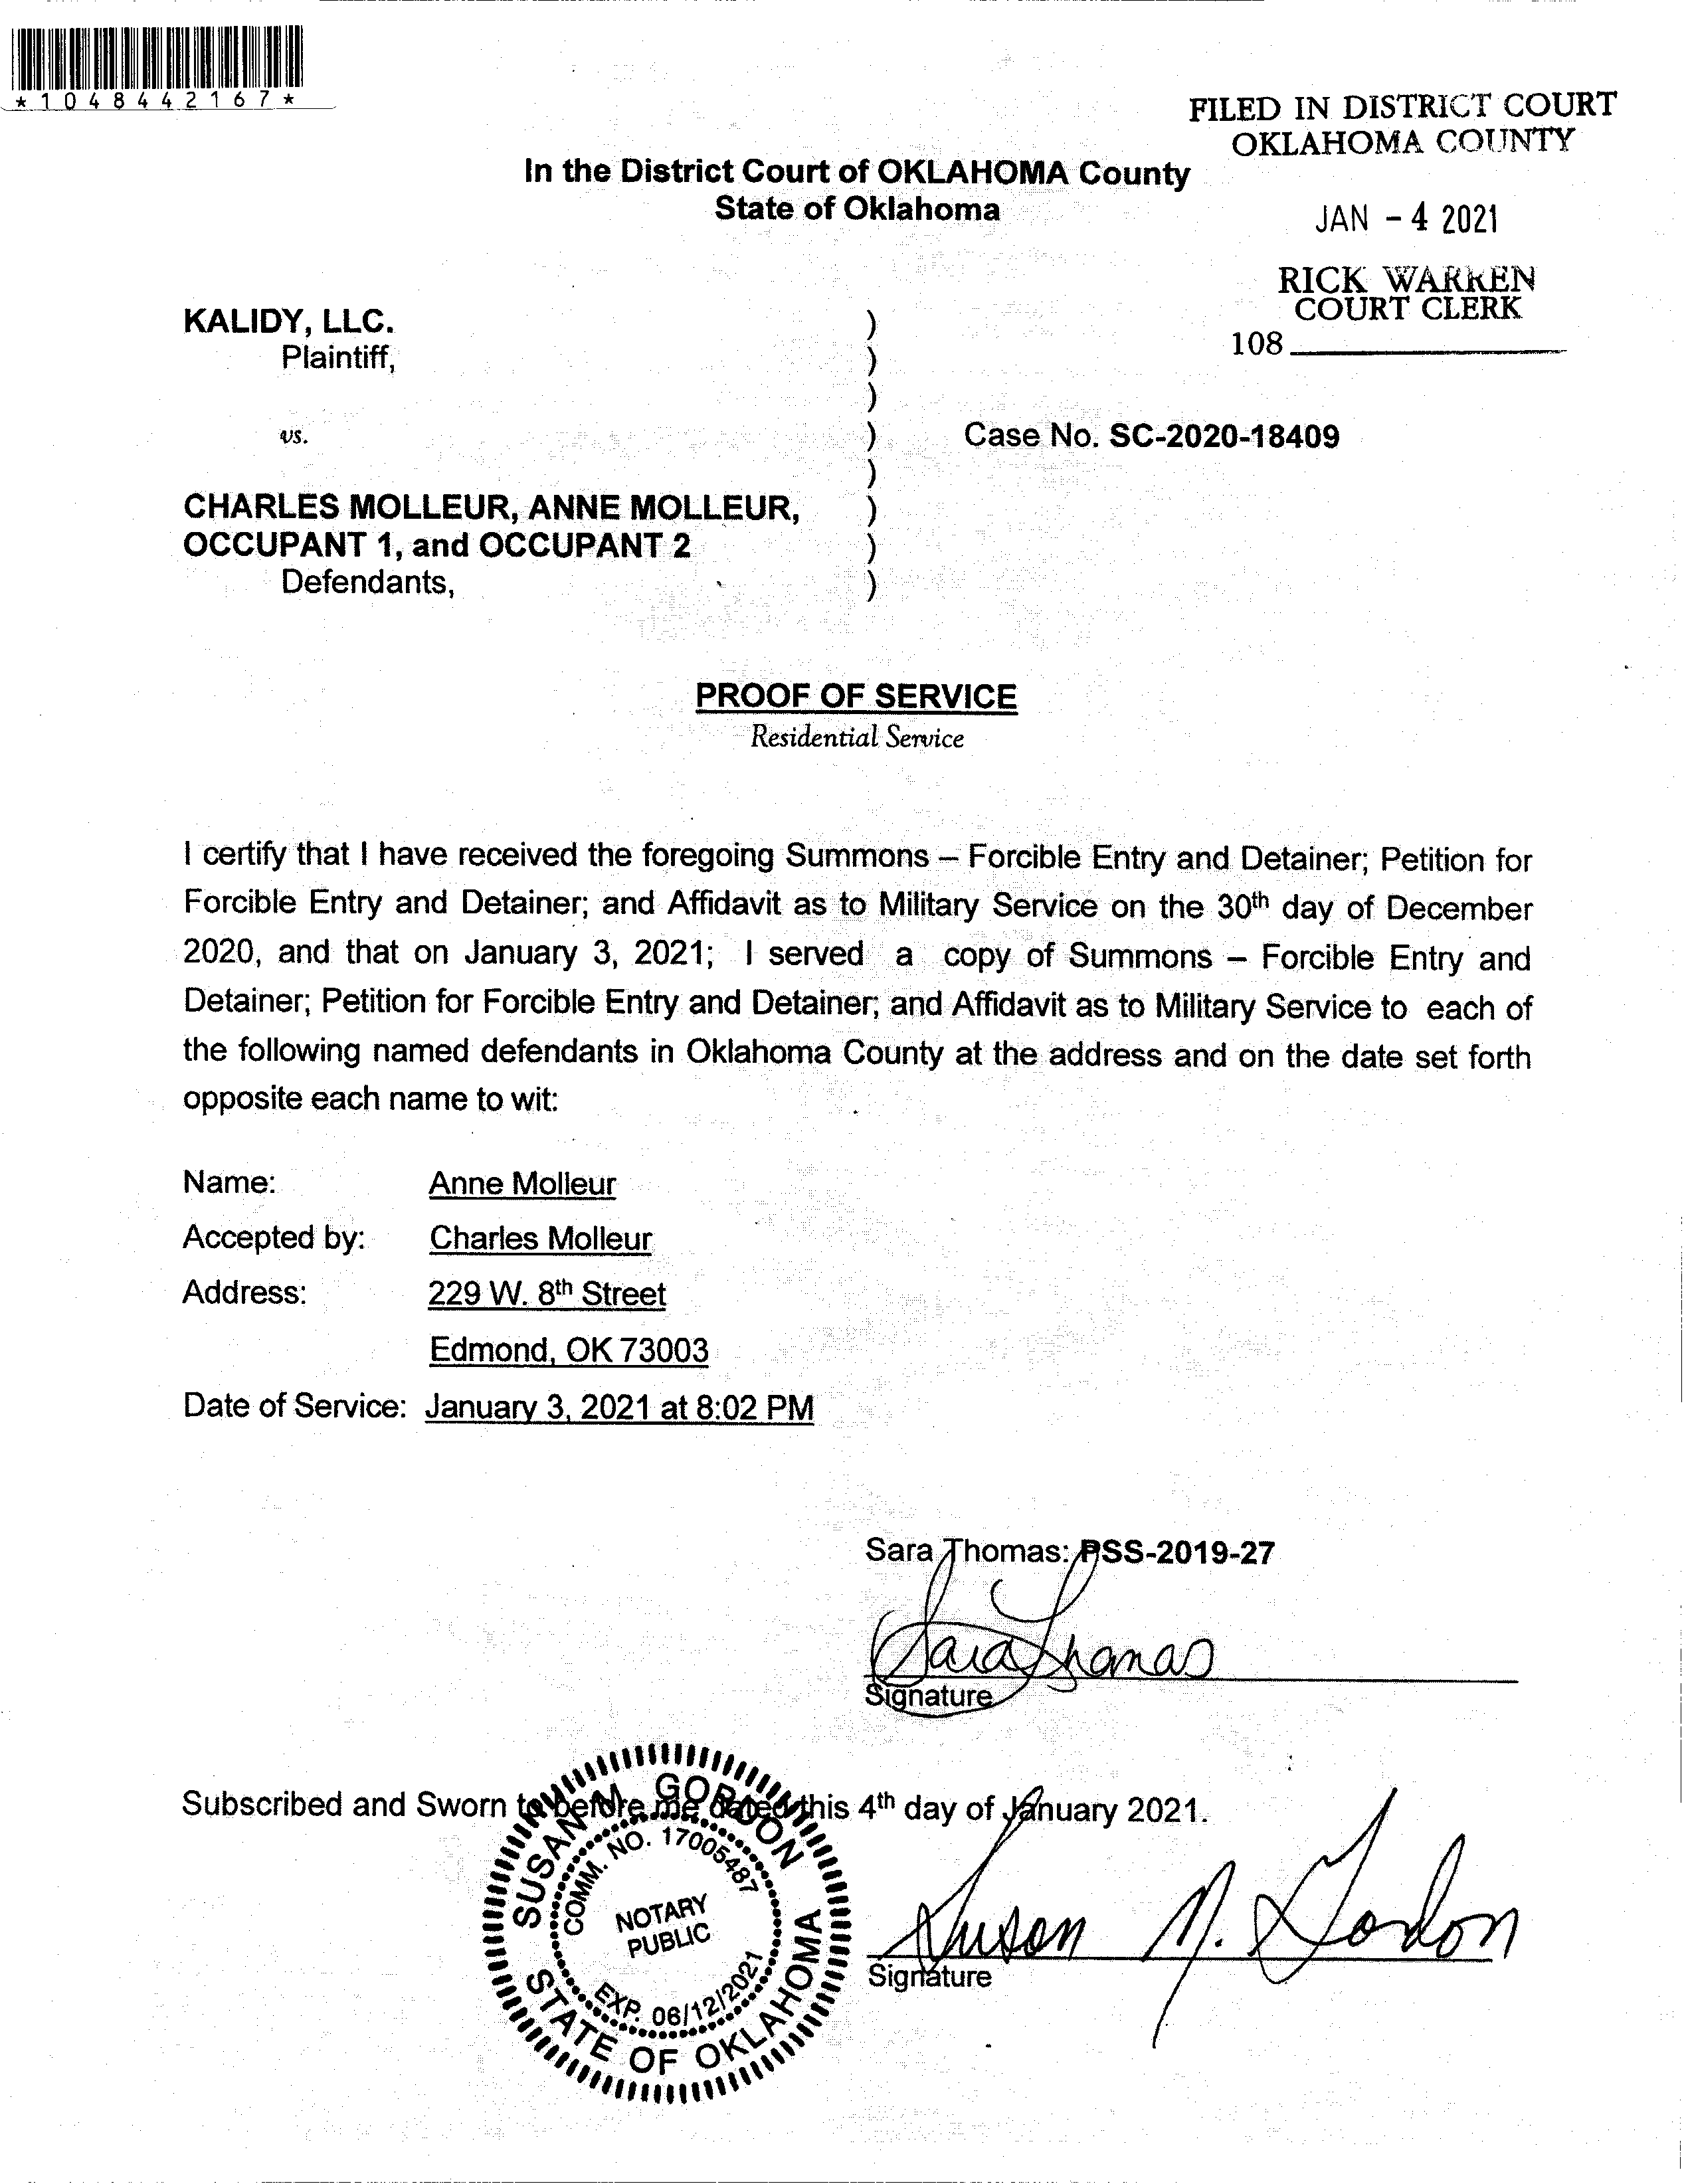 *1048442167*
FILED IN DISTRICT COURT
OKLAHOMA COUNTY
In the District Court of OKLAHOMA County
State of Oklahoma
JAN - 4 2021
RICK WARREN
COURT CLERK
108
KALIDY, LLC. )
Plaintiff, )
)
vs. ) Case No. SC-2020-18409
)
CHARLES MOLLEUR, ANNE MOLLEUR, )
OCCUPANT 1, and OCCUPANT 2 )
Defendants, )
PROOF OF SERVICE
Residential Service
I certify that I have received the foregoing Summons – Forcible Entry and Detainer; Petition for
Forcible Entry and Detainer; and Affidavit as to Military Service on the 30th day of December
2020, and that on January 3, 2021; I served a copy of Summons – Forcible Entry and
Detainer; Petition for Forcible Entry and Detainer; and Affidavit as to Military Service to each of
the following named defendants in Oklahoma County at the address and on the date set forth
opposite each name to wit:
Name: Anne Molleur
Accepted by: Charles Molleur
Address: 229 W. 8th Street
Edmond, OK 73003
Date of Service: January 3, 2021 at 8:02 PM
Sara Thomas: PSS-2019-27
Sara Thomas
Signature
Subscribed and Sworn to before me dated this 4th day of January 2021.
SUSAN M. GORDON
COMM. NO. 17005487
NOTARY
PUBLIC
EXP. 06/12/2021
STATE OF OKLAHOMA
Susan M. Gordon
Signature